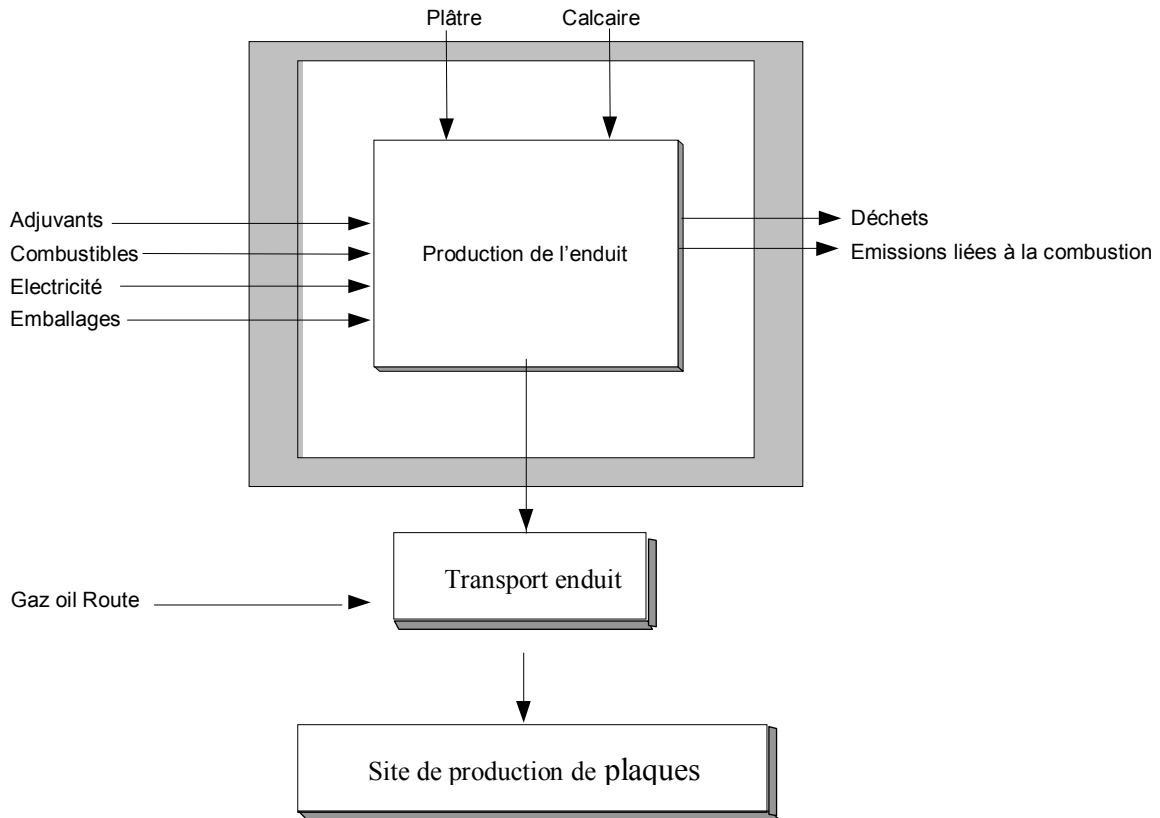 Plâtre
Calcaire
Adjuvants
Combustibles
Electricité
Emballages
Production de l’enduit
Déchets
Emissions liées à la combustion
Transport enduit
Gaz oil Route
Site de production de plaques